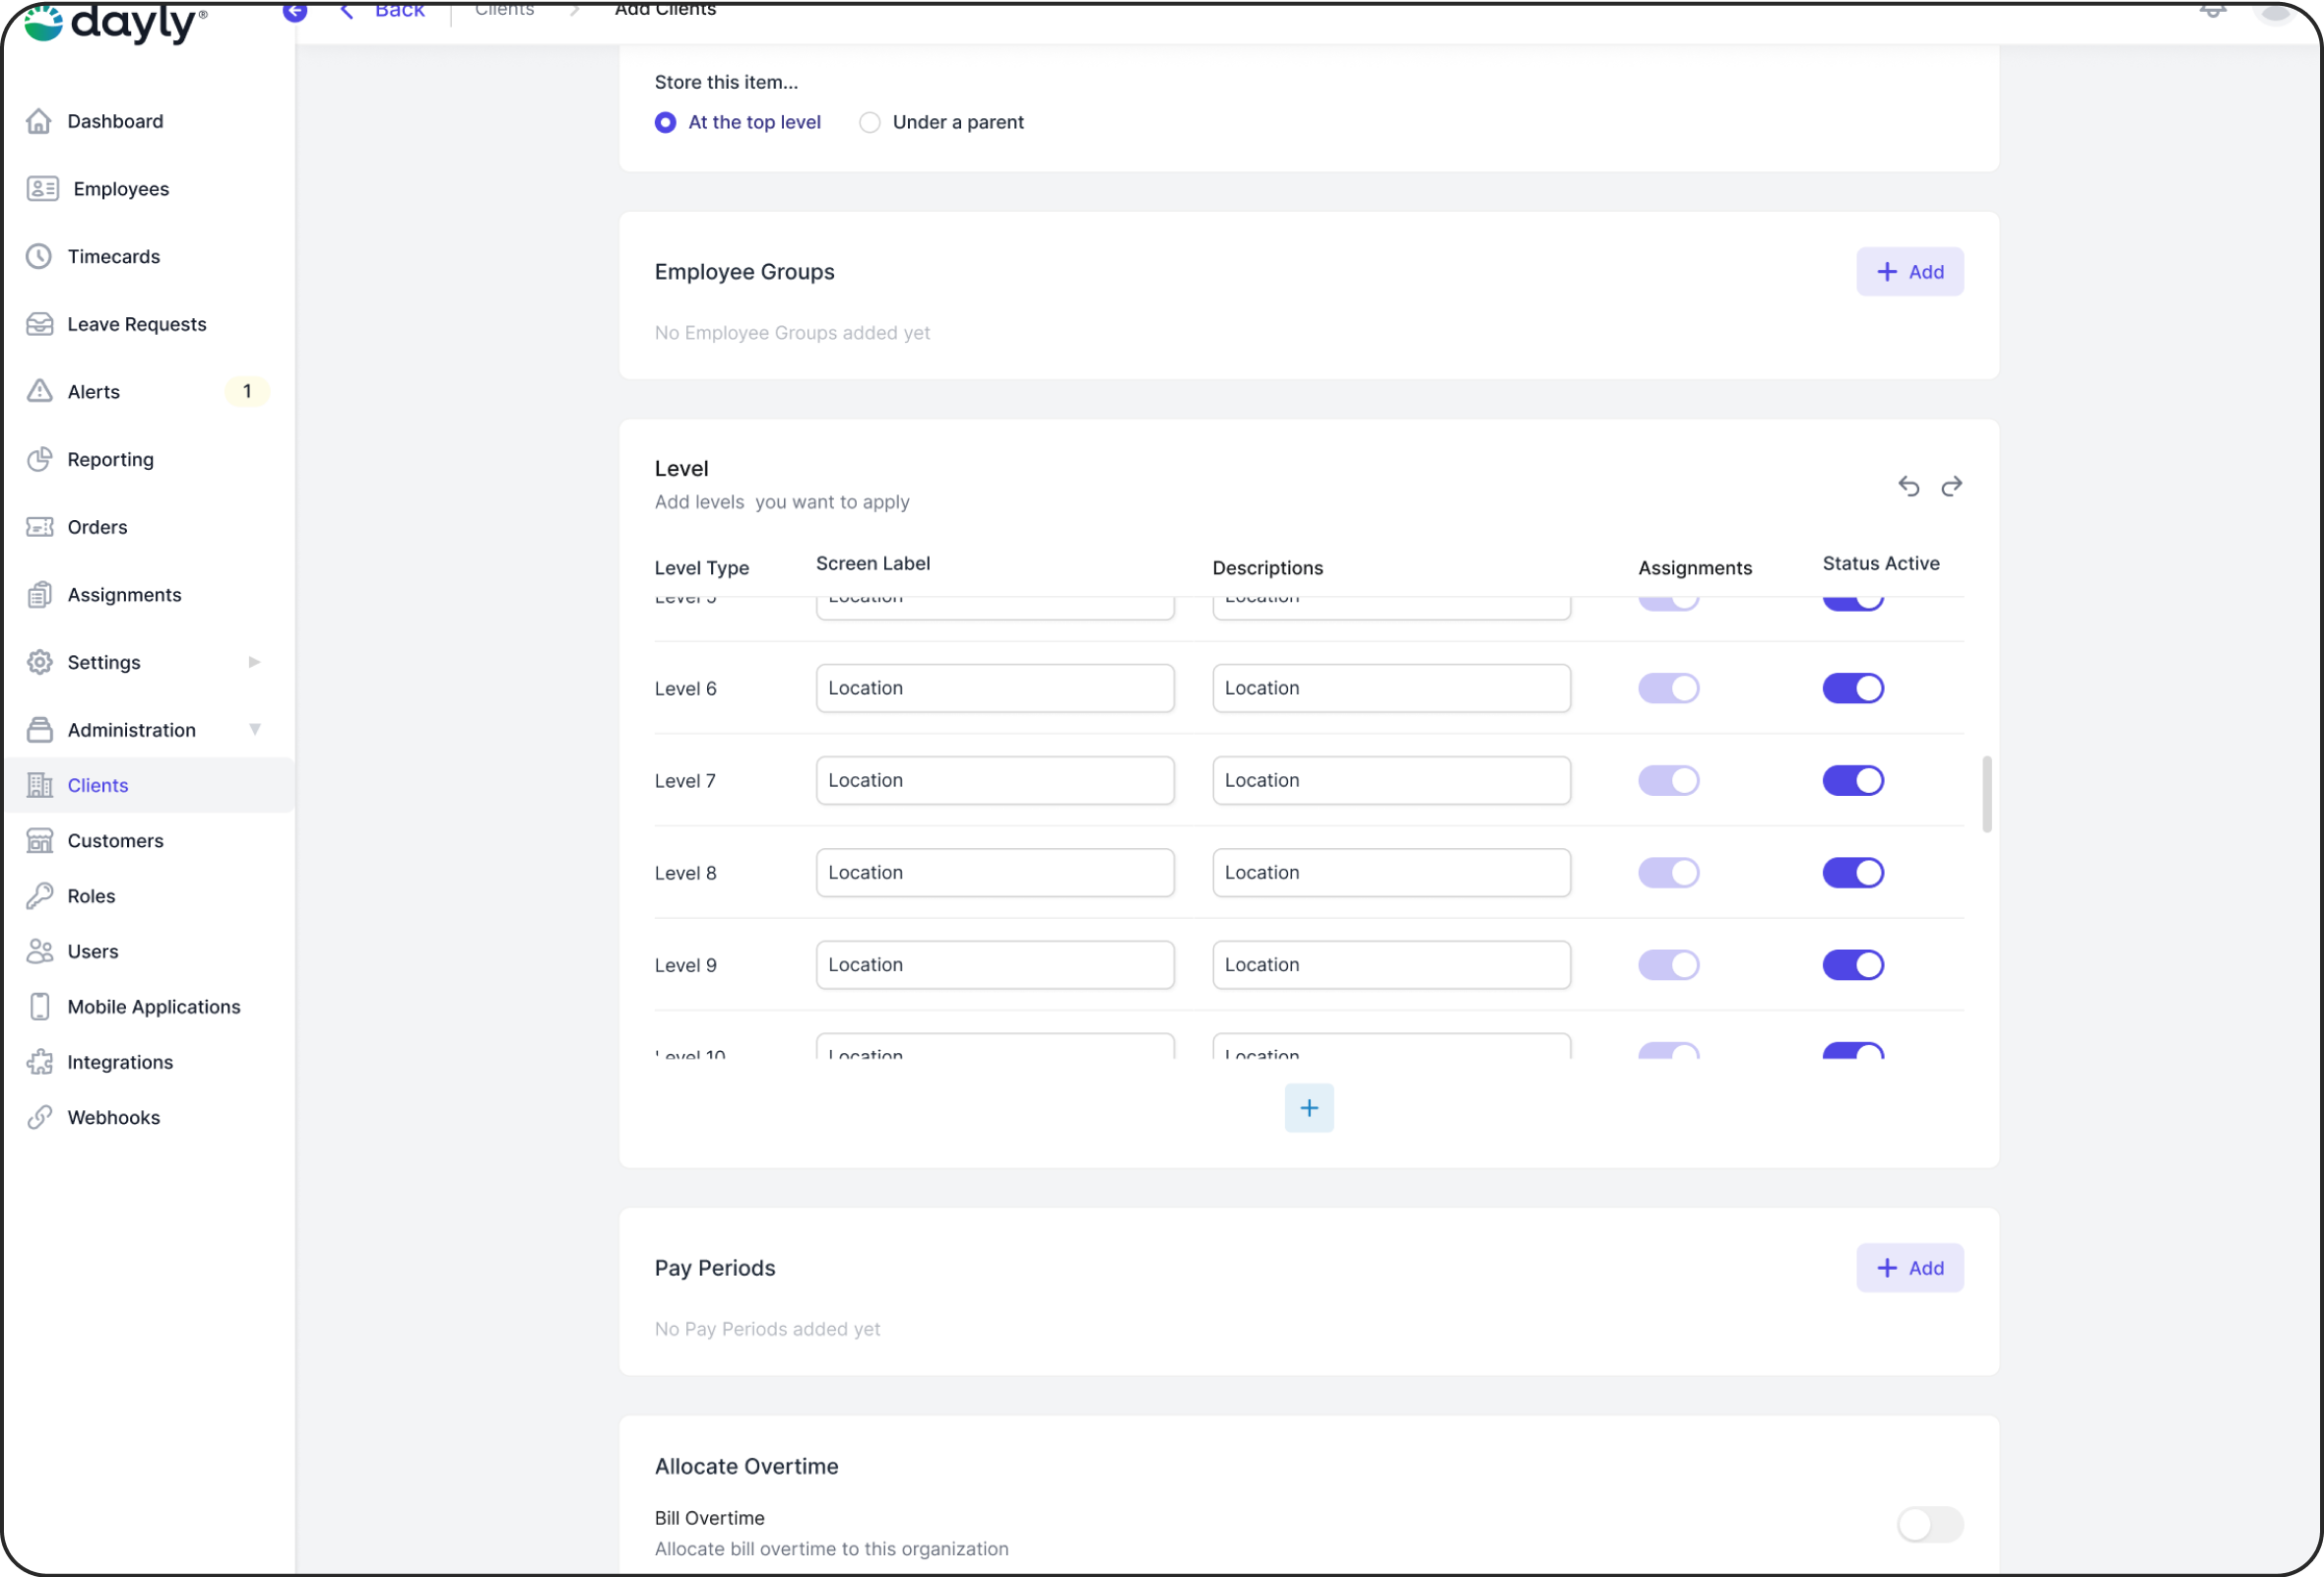 dayly®
Back
Clients
Add Clients
Dashboard
Employees
Timecards
Leave Requests
Alerts
1
Reporting
Orders
Assignments
Settings
Administration
Clients
Customers
Roles
Users
Mobile Applications
Integrations
Webhooks
Store this item...
At the top level
Under a parent
Employee Groups
Add
No Employee Groups added yet
Level
Add levels you want to apply
Level Type
Screen Label
Descriptions
Assignments
Status Active
Level 5
Location
Location
Level 6
Location
Location
Level 7
Location
Location
Level 8
Location
Location
Level 9
Location
Location
Level 10
Location
Location
Pay Periods
Add
No Pay Periods added yet
Allocate Overtime
Bill Overtime
Allocate bill overtime to this organization